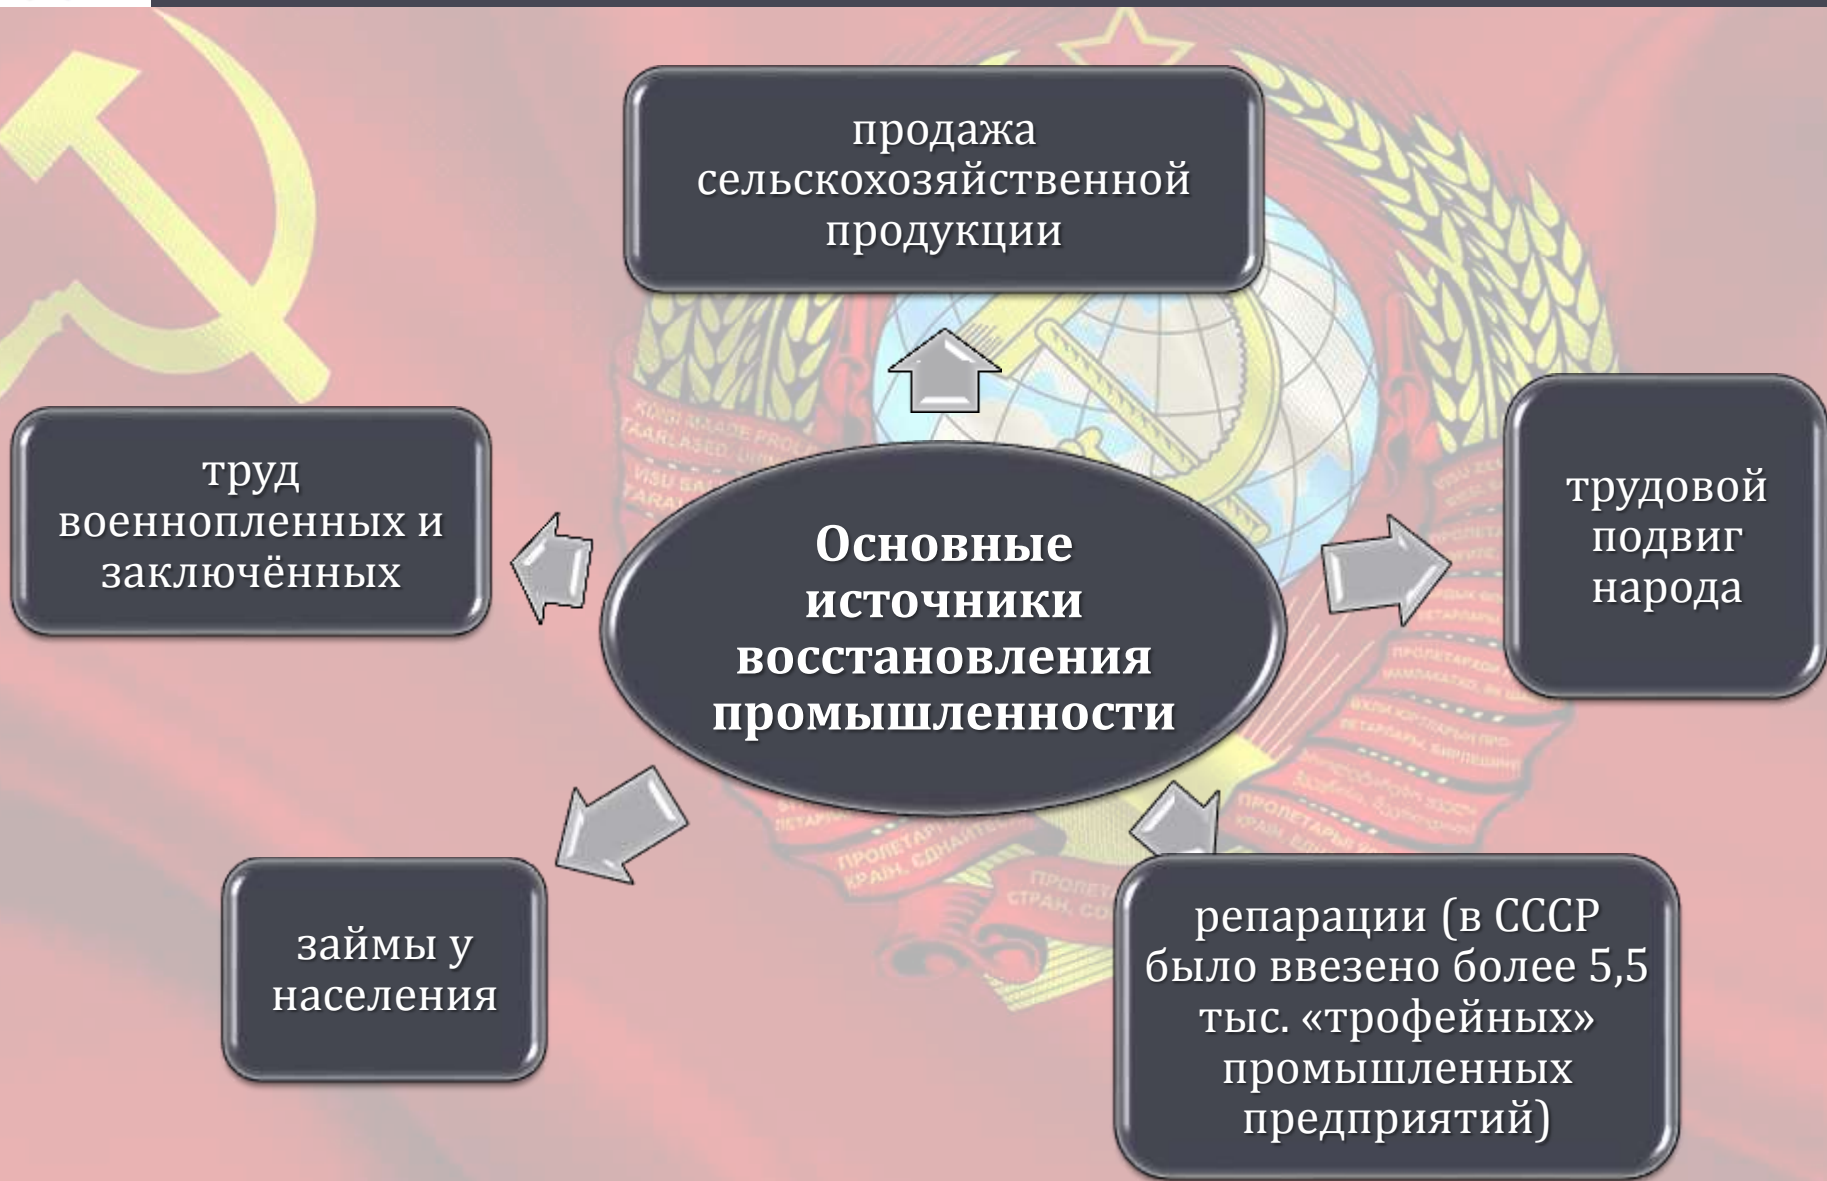 продажа
сельскохозяйственной
продукции
труд
военнопленных и
заключённых
Основные
источники
восстановления
промышленности
трудовой
подвиг
народа
займы у
населения
репарации (в СССР
было ввезено более 5,5
тыс. «трофейных»
промышленных
предприятий)